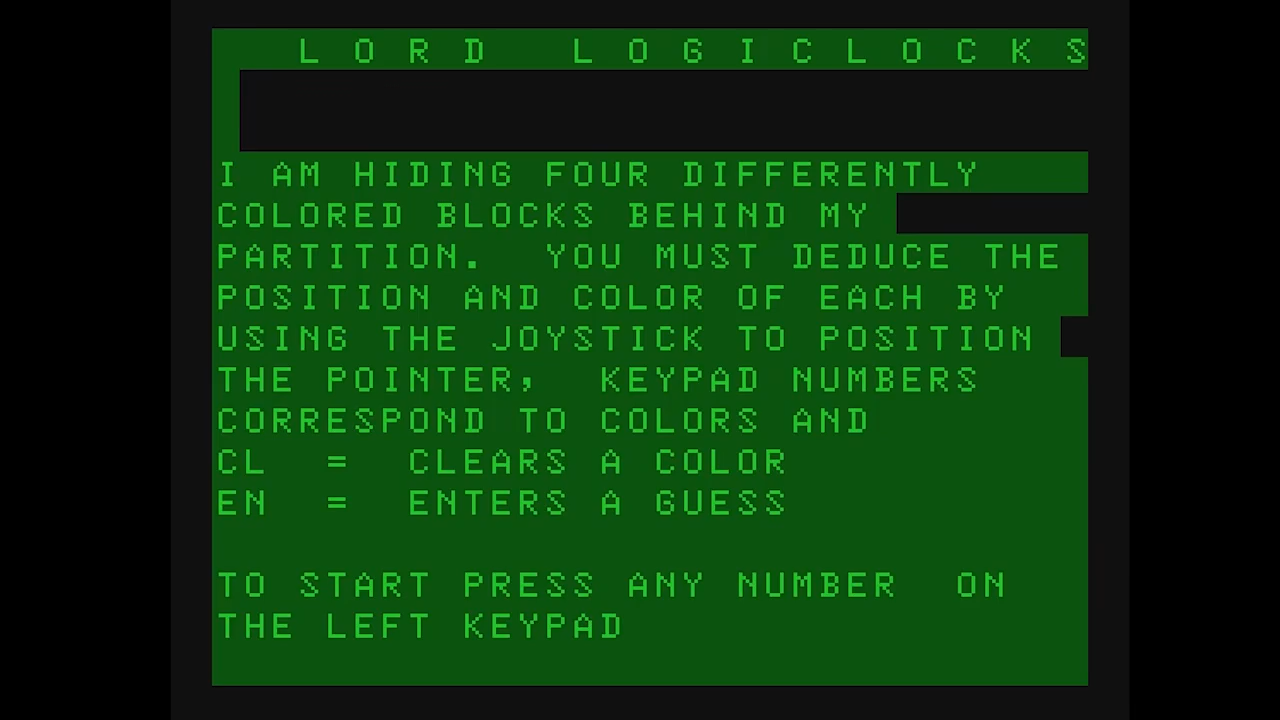 LORD LOGICLOCKS
I AM HIDING FOUR DIFFERENTLY
COLORED BLOCKS BEHIND MY
PARTITION. YOU MUST DEDUCE THE
POSITION AND COLOR OF EACH BY
USING THE JOYSTICK TO POSITION
THE POINTER, KEYPAD NUMBERS
CORRESPOND TO COLORS AND
CL = CLEARS A COLOR
EN = ENTERS A GUESS
TO START PRESS ANY NUMBER ON
THE LEFT KEYPAD